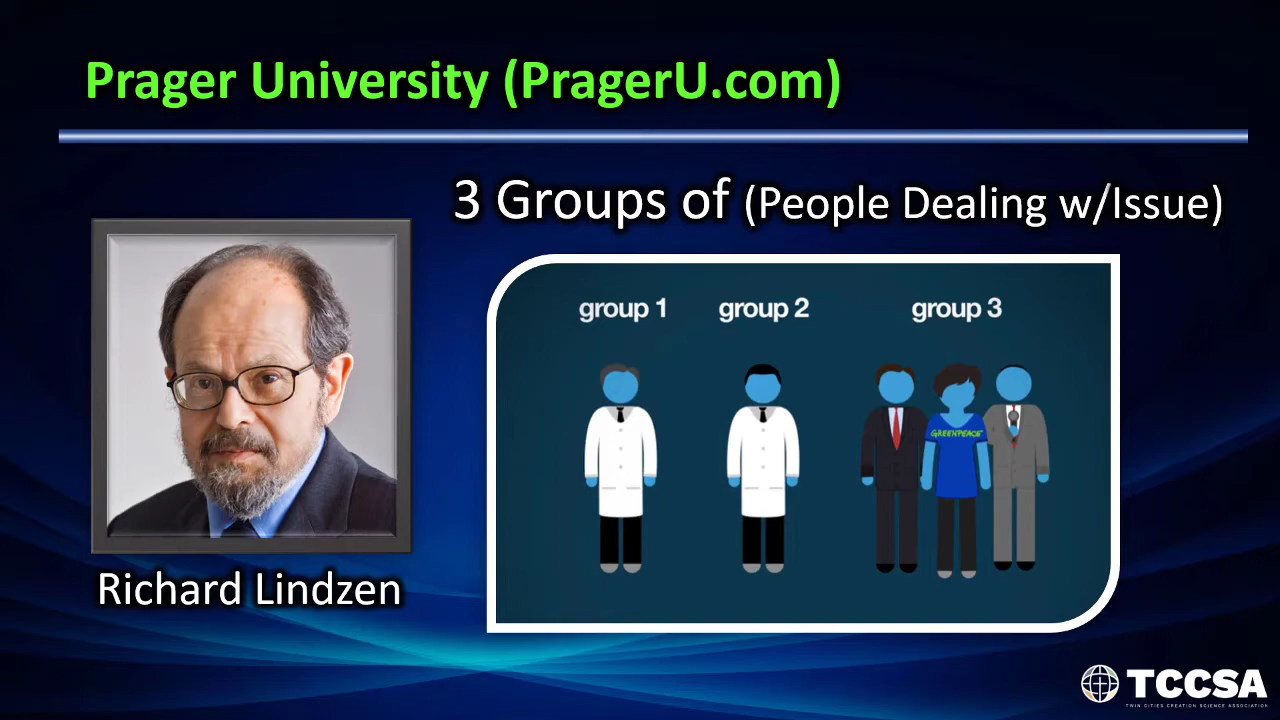 Prager University (PragerU.com)
3 Groups of (People Dealing w/Issue)
group 1 group 2 group 3
GREENPEACE
Richard Lindzen
TCCSA
TWIN CITIES CREATION SCIENCE ASSOCIATION